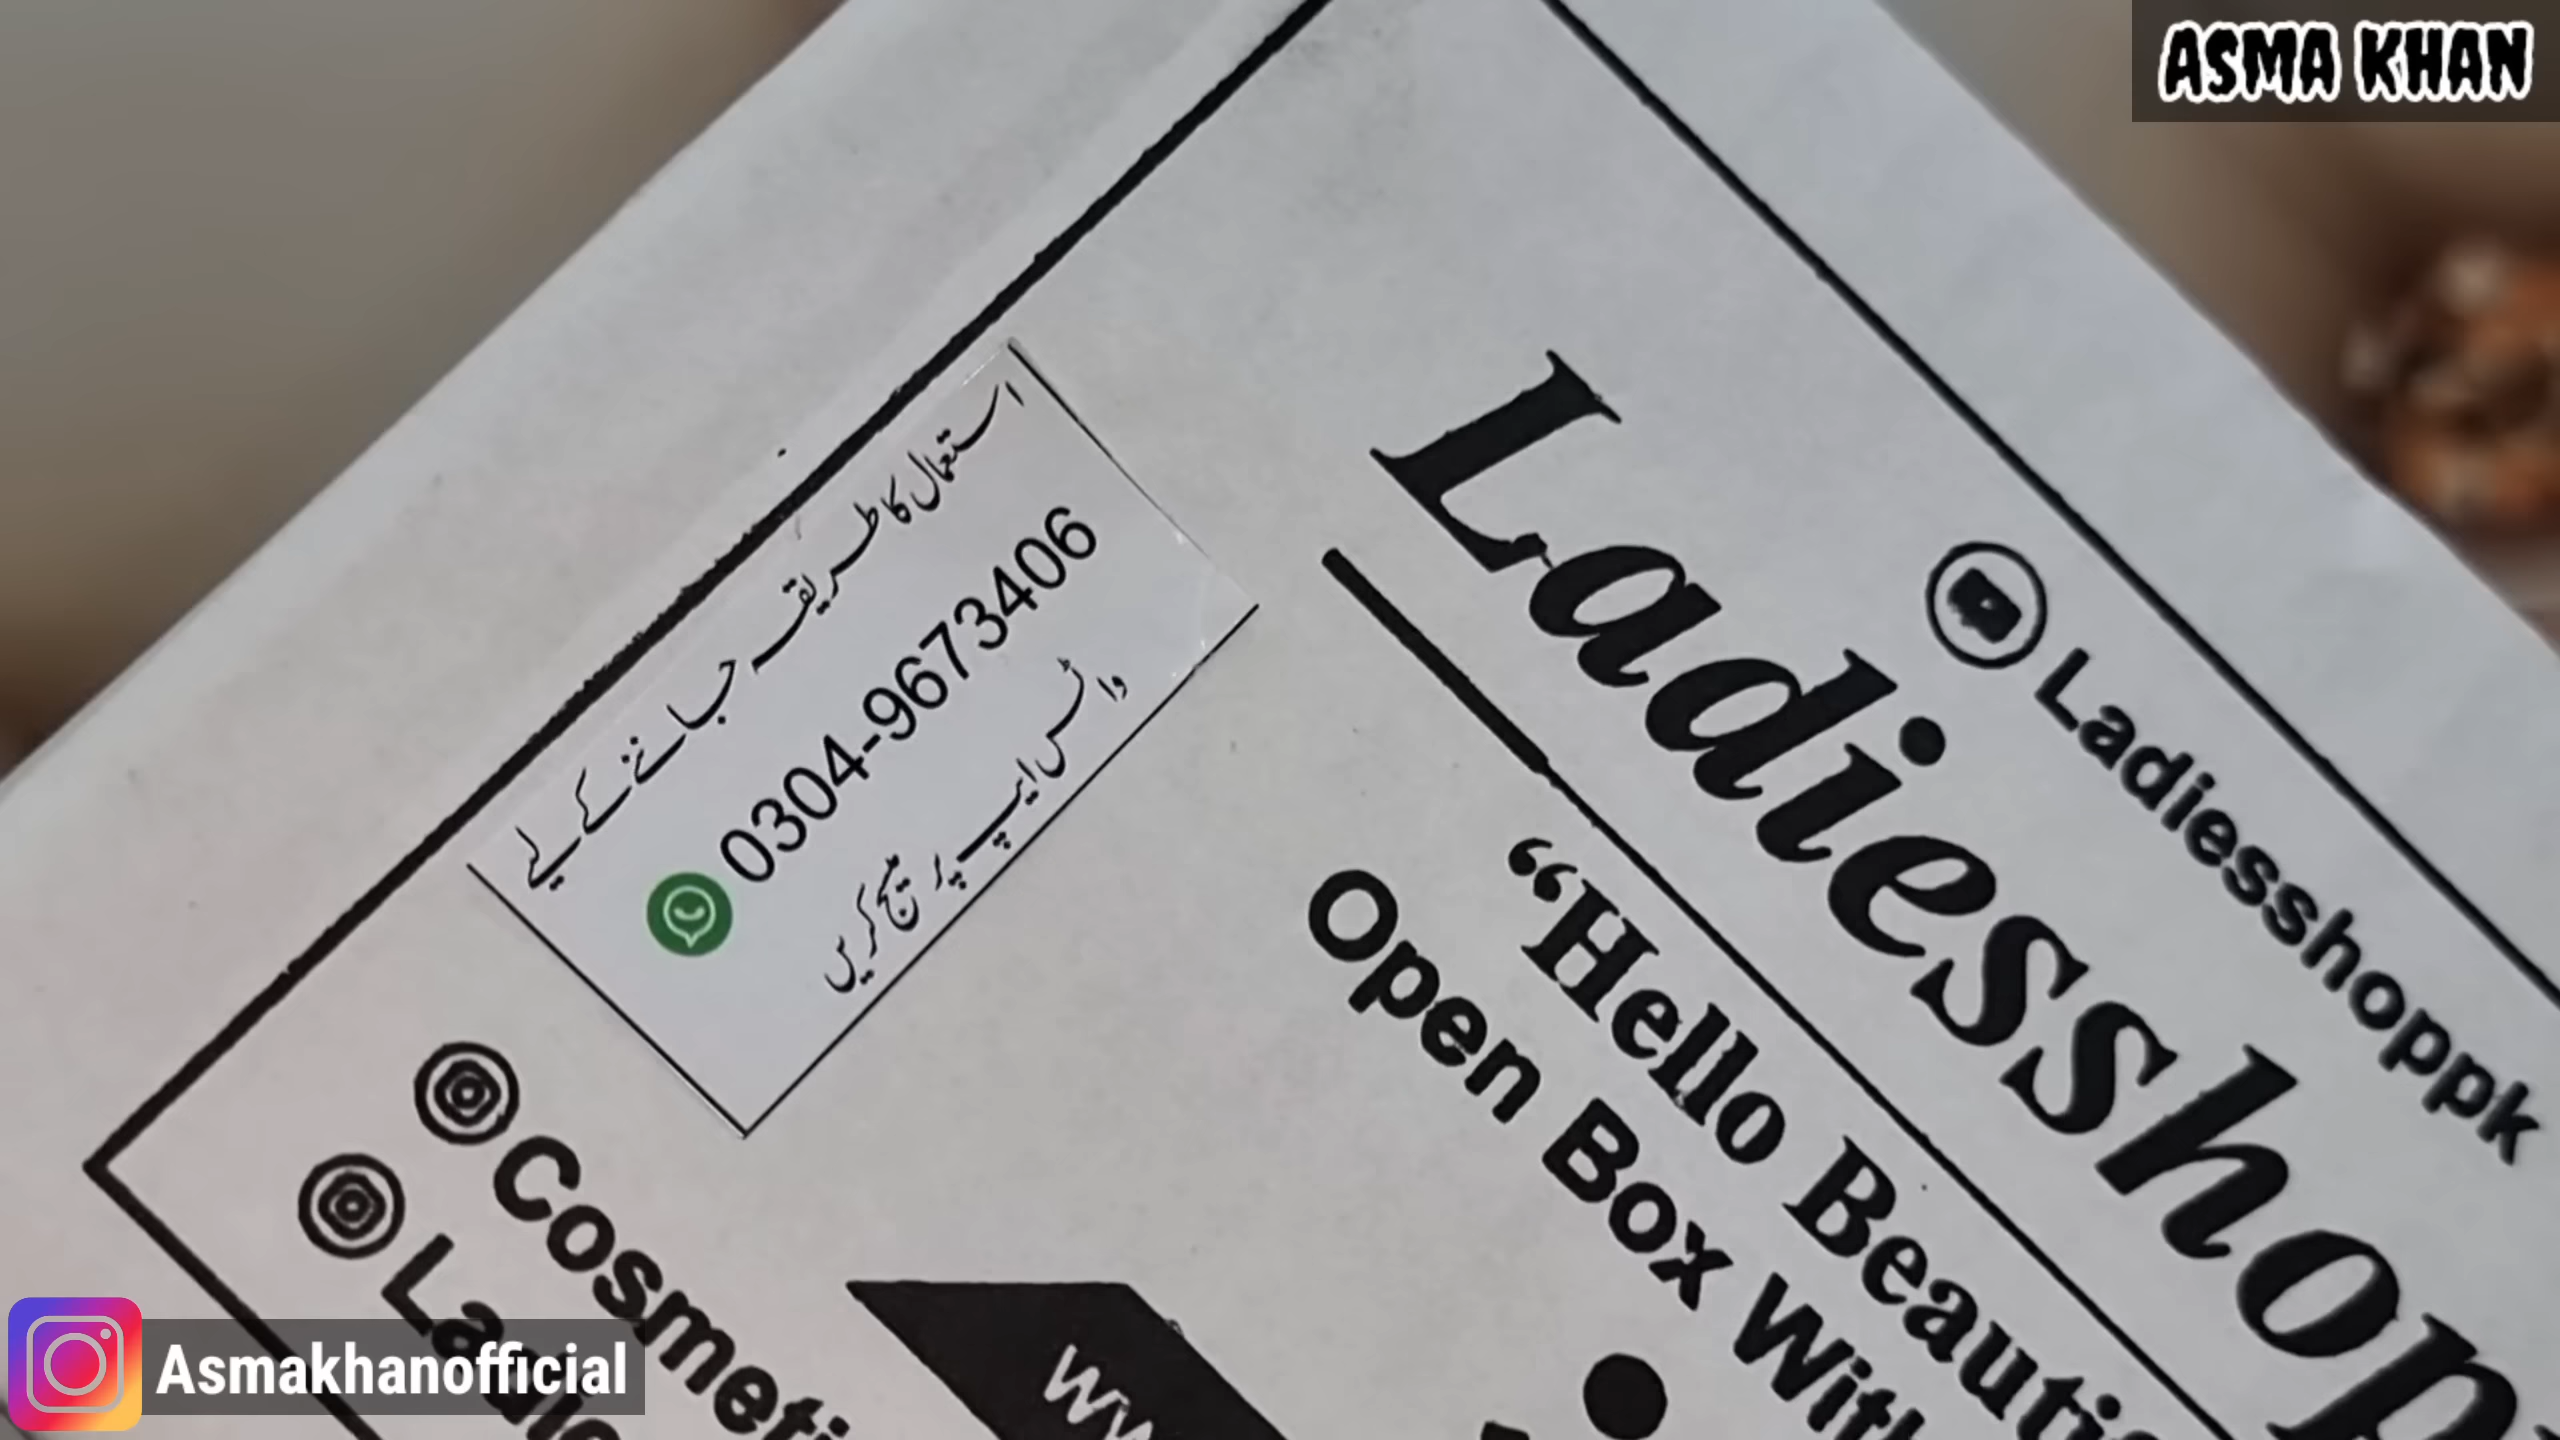 ASMA KHAN
استعمال کا طریقہ جاننے کے لیے
0304-9673406
واٹس ایپ پر میسج کریں
Ladiesshoppk
Ladiesshop
“Hello Beauti
Open Box With
Cosmeti
Ladie
Asmakhanofficial